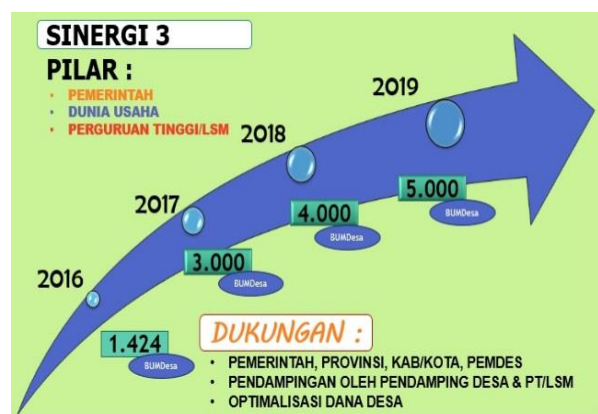 SINERGI 3
PILAR :
• PEMERINTAH
• DUNIA USAHA
• PERGURUAN TINGGI/LSM
2016
1.424
BUMDesa
2017
3.000
BUMDesa
2018
4.000
BUMDesa
2019
5.000
BUMDesa
DUKUNGAN :
• PEMERINTAH, PROVINSI, KAB/KOTA, PEMDES
• PENDAMPINGAN OLEH PENDAMPING DESA & PT/LSM
• OPTIMALISASI DANA DESA